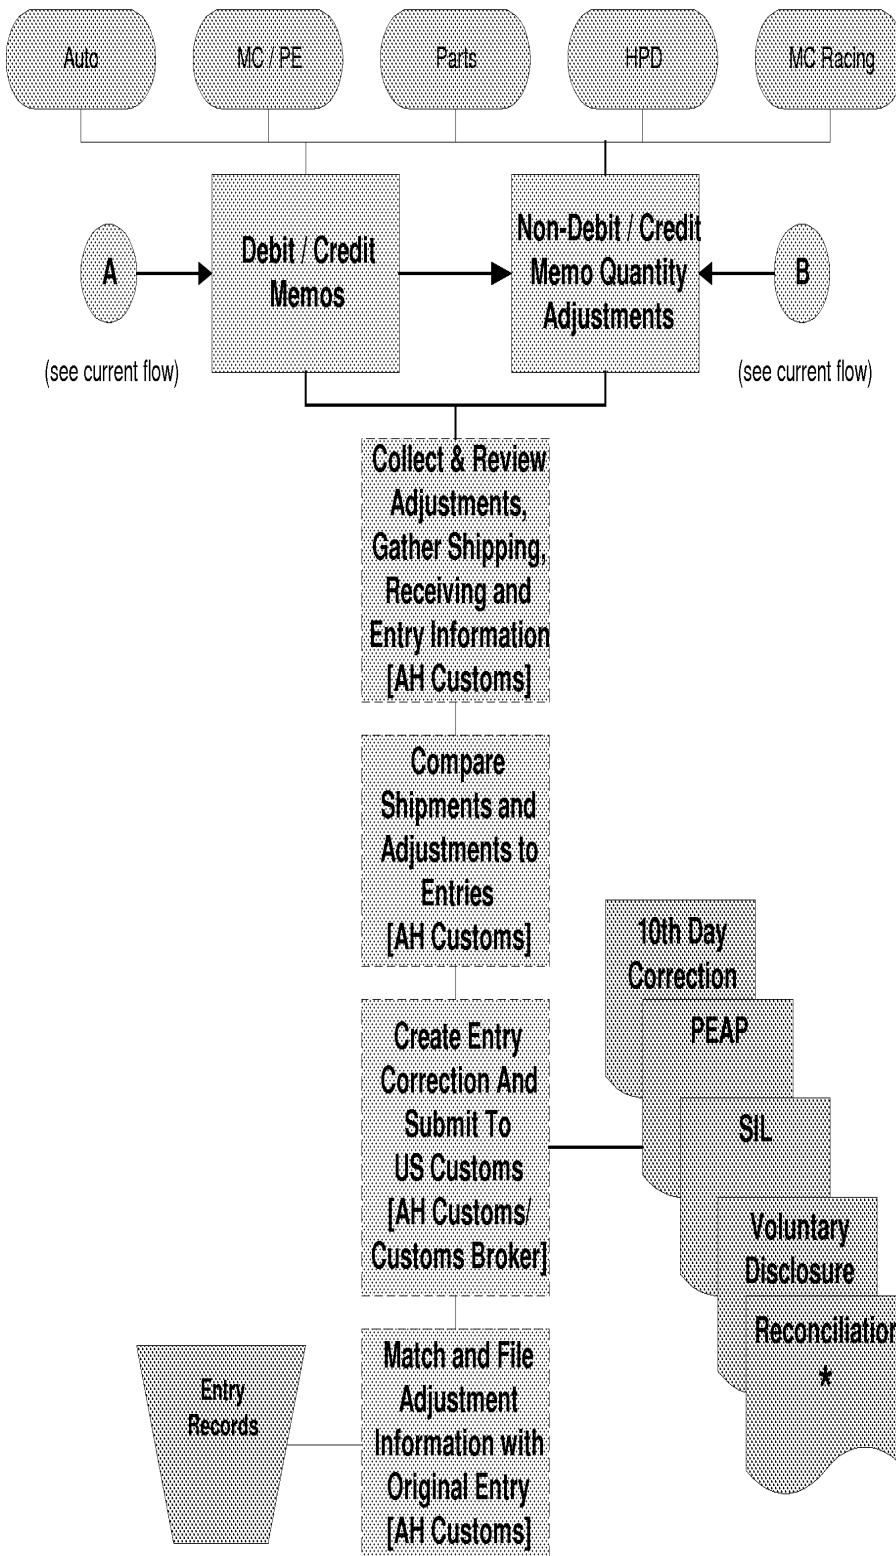 Auto
MC / PE
Parts
HPD
MC Racing
A
Debit / Credit
Memos
Non-Debit / Credit
Memo Quantity
Adjustments
B
(see current flow)
(see current flow)
Collect & Review
Adjustments,
Gather Shipping,
Receiving and
Entry Information
[AH Customs]
Compare
Shipments and
Adjustments to
Entries
[AH Customs]
10th Day
Correction
PEAP
SIL
Voluntary
Disclosure
Reconciliation
*
Create Entry
Correction And
Submit To
US Customs
[AH Customs/
Customs Broker]
Entry
Records
Match and File
Adjustment
Information with
Original Entry
[AH Customs]